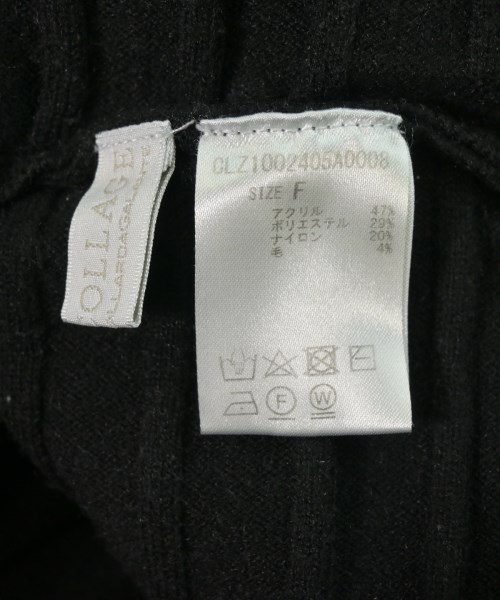 OLLAGE
ALLARDAGALANTE
CLZ1002405A0008
SIZE F
アクリル 47%
ポリエステル 29%
ナイロン 20%
毛 4%
F W